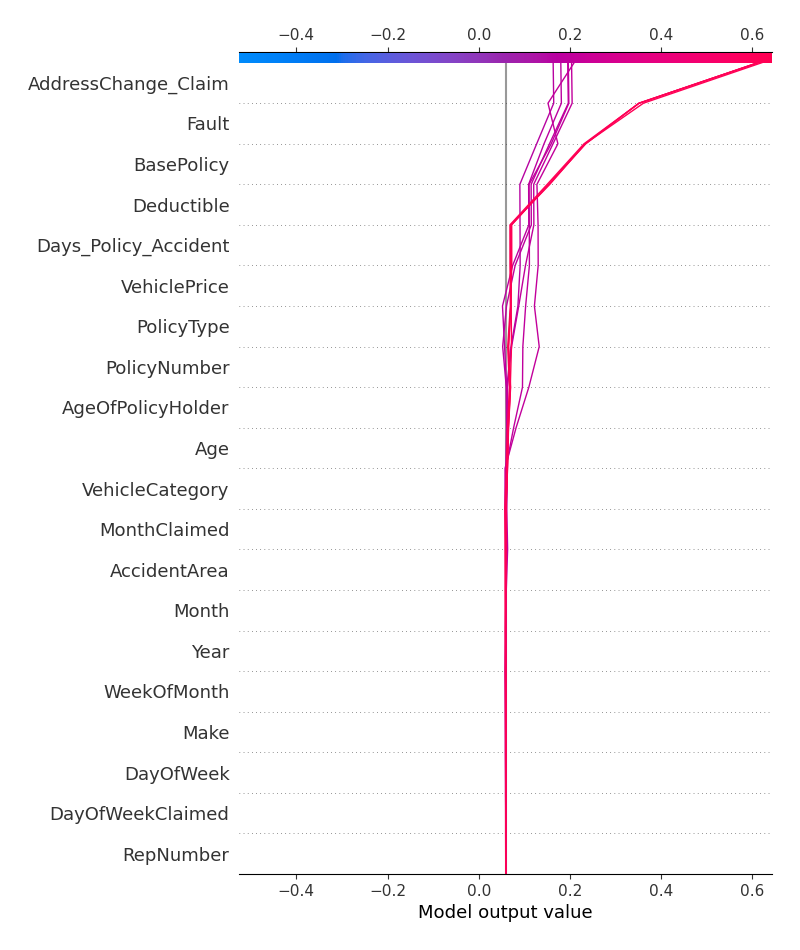 −0.4 −0.2 0.0 0.2 0.4 0.6
AddressChange_Claim
Fault
BasePolicy
Deductible
Days_Policy_Accident
VehiclePrice
PolicyType
PolicyNumber
AgeOfPolicyHolder
Age
VehicleCategory
MonthClaimed
AccidentArea
Month
Year
WeekOfMonth
Make
DayOfWeek
DayOfWeekClaimed
RepNumber
−0.4 −0.2 0.0 0.2 0.4 0.6
Model output value